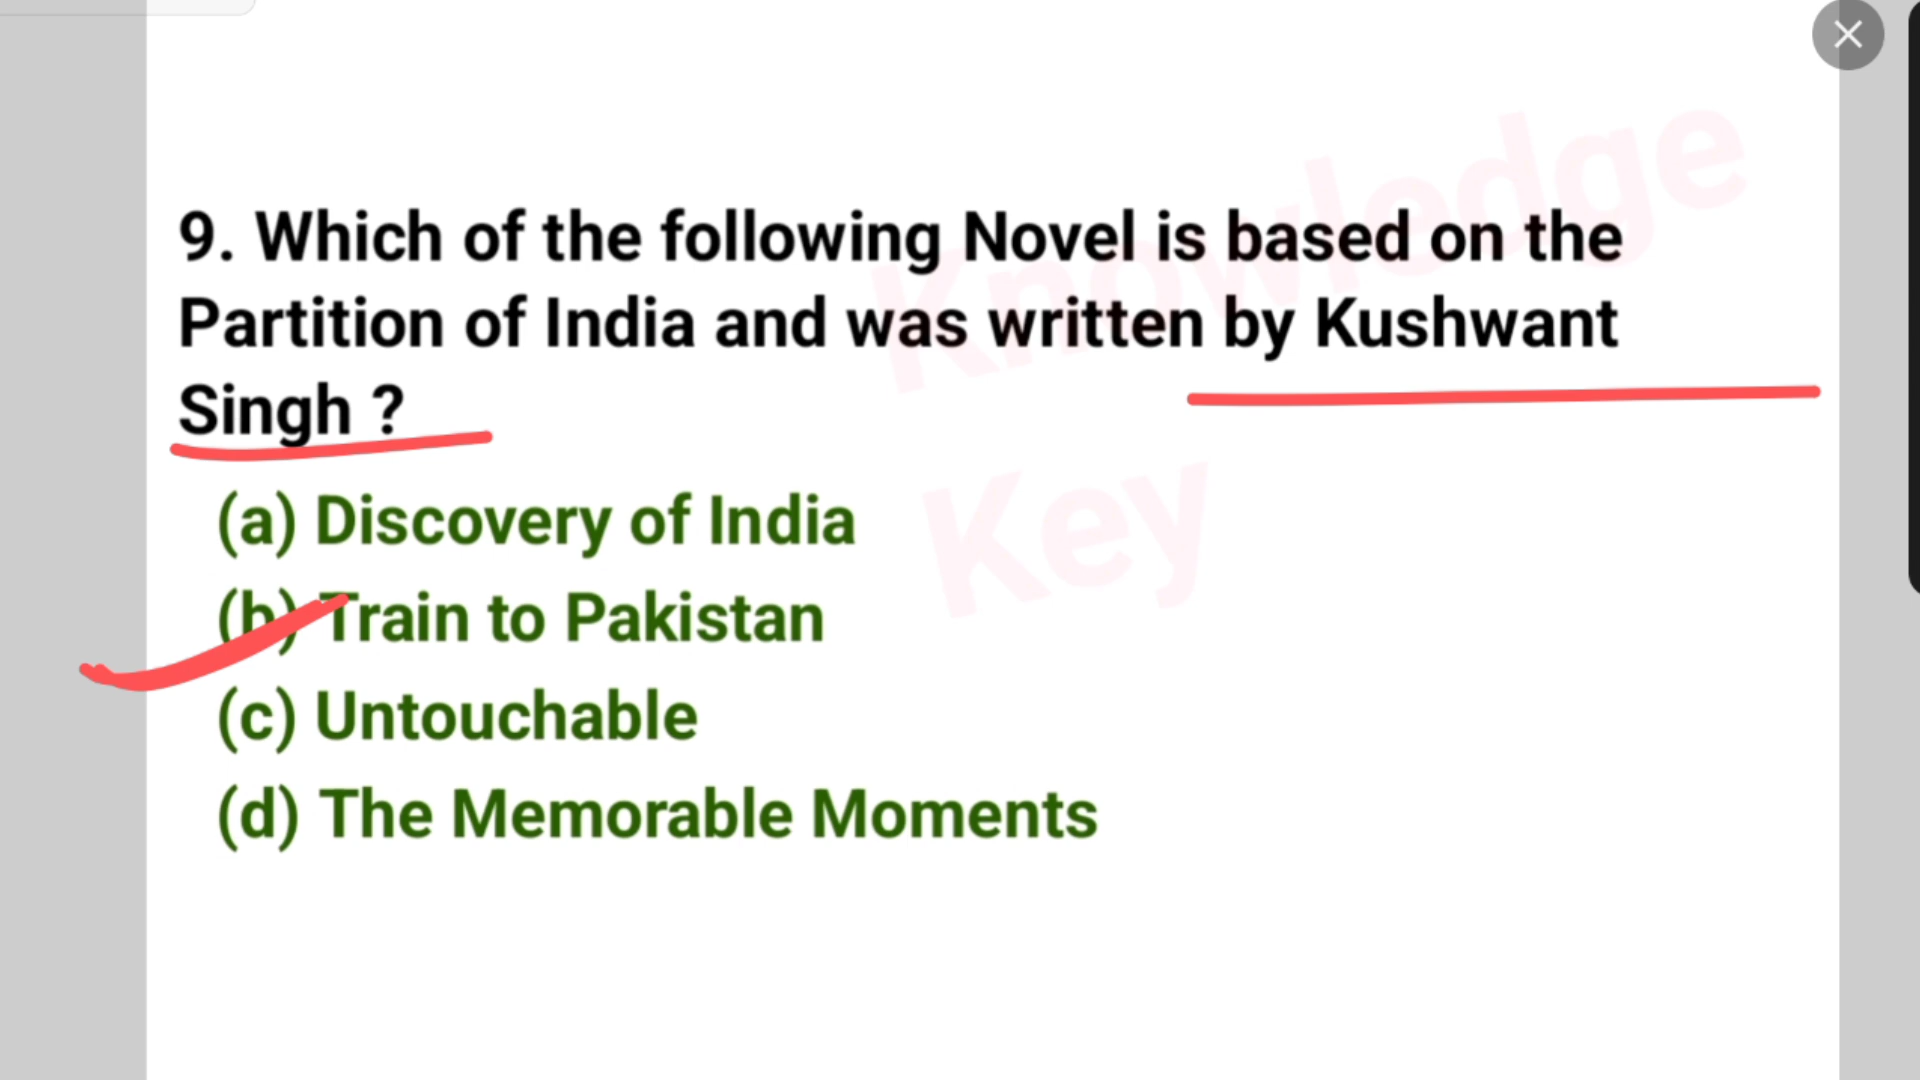 9. Which of the following Novel is based on the
Partition of India and was written by Kushwant
Singh ?
(a) Discovery of India
(b) Train to Pakistan
(c) Untouchable
(d) The Memorable Moments
Knowledge
Key